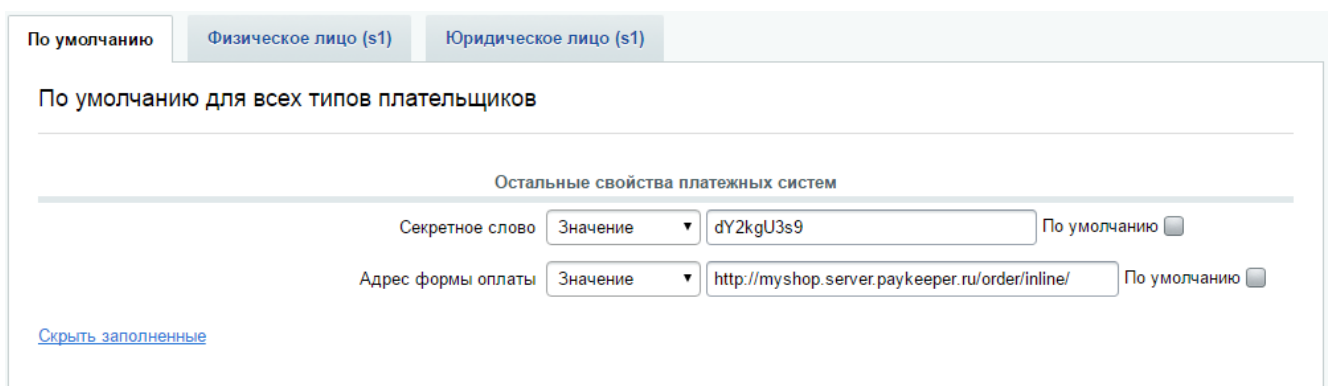 По умолчанию Физическое лицо (s1) Юридическое лицо (s1)
По умолчанию для всех типов плательщиков
Остальные свойства платежных систем
Секретное слово Значение dY2kgU3s9 По умолчанию
Адрес формы оплаты Значение http://myshop.server.paykeeper.ru/order/inline/ По умолчанию
Скрыть заполненные